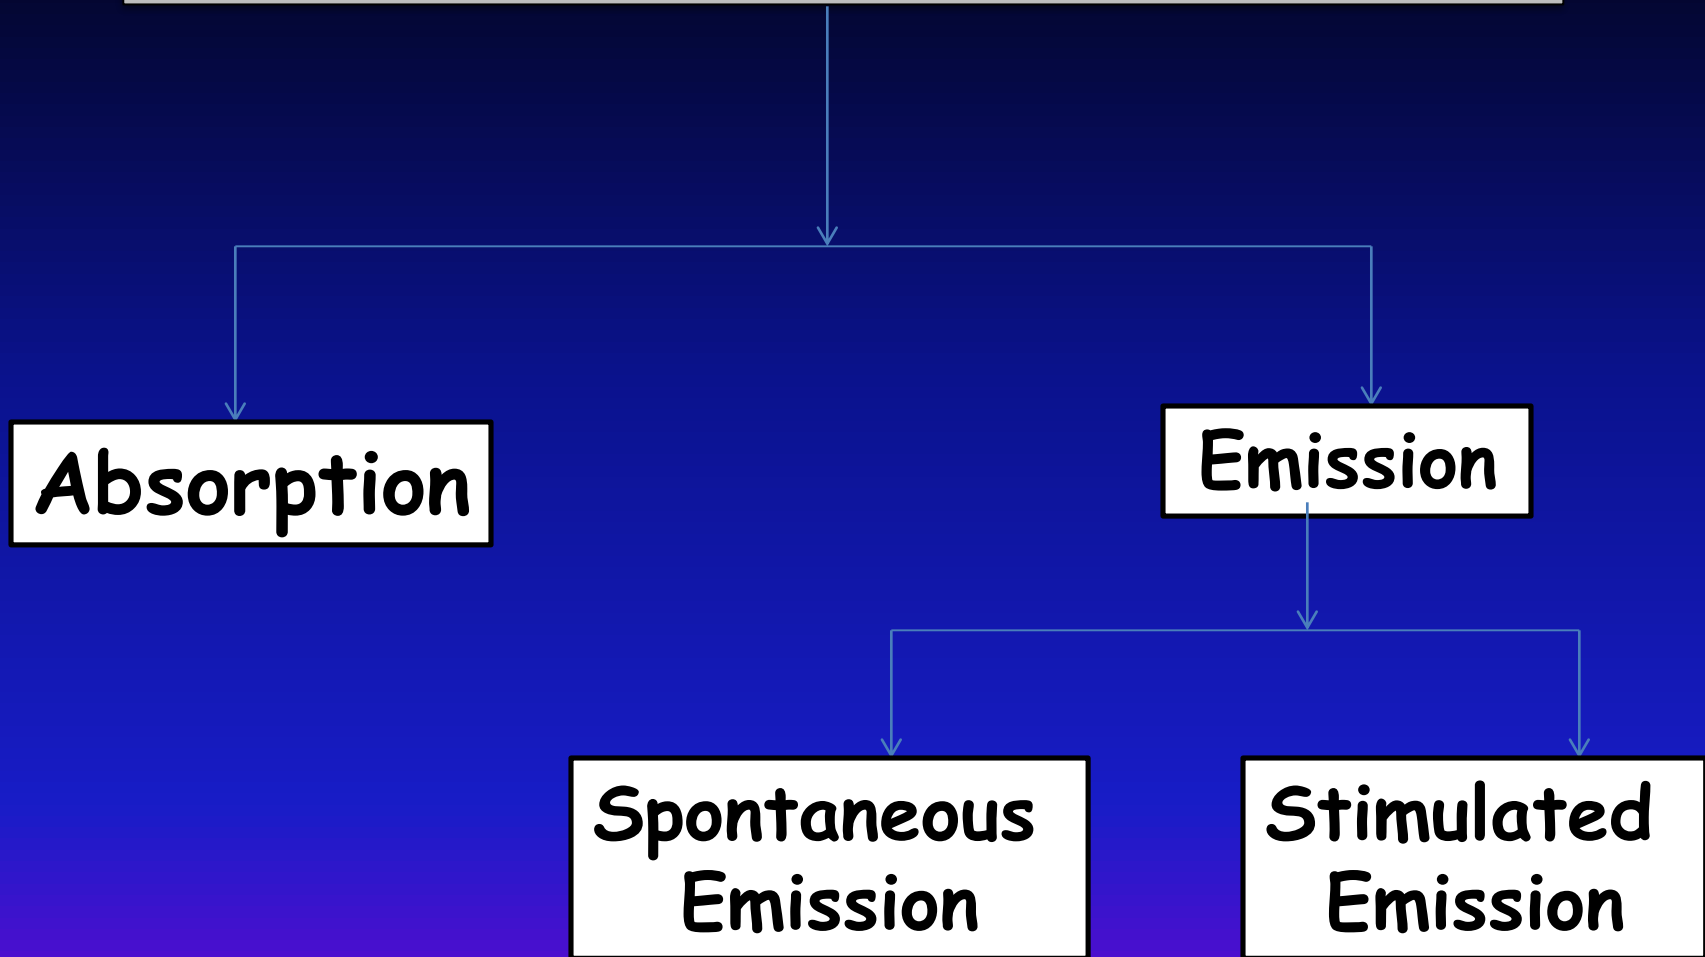 Absorption
Emission
Spontaneous
Emission
Stimulated
Emission